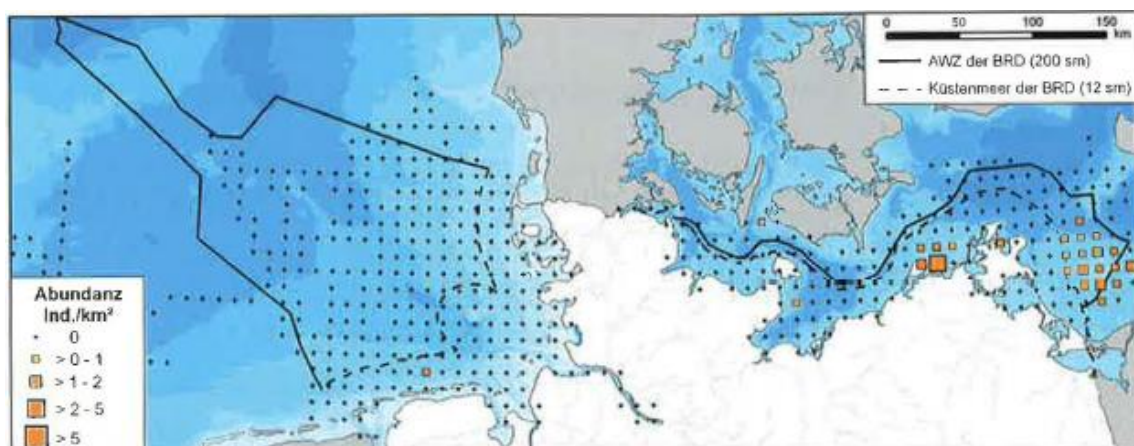 0 50 100 150
km
AWZ der BRD (200 sm)
Küstenmeer der BRD (12 sm)
Abundanz
Ind./km²
0
> 0 - 1
> 1 - 2
> 2 - 5
> 5